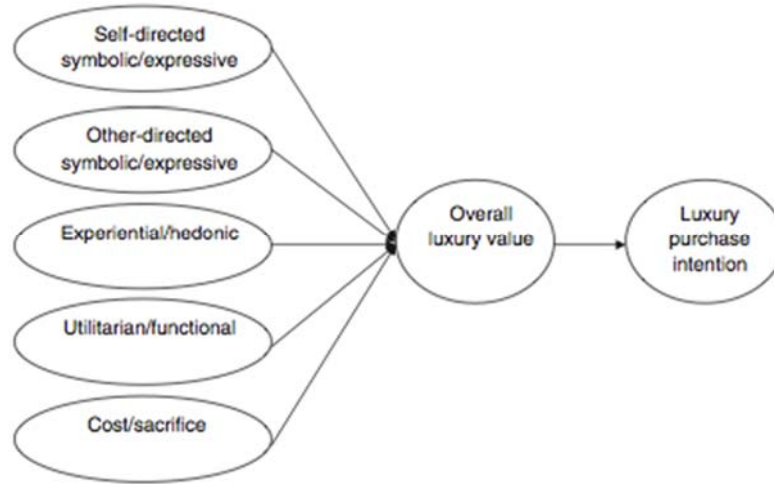 Self-directed
symbolic/expressive
Other-directed
symbolic/expressive
Experiential/hedonic
Utilitarian/functional
Cost/sacrifice
Overall
luxury value
Luxury
purchase
intention